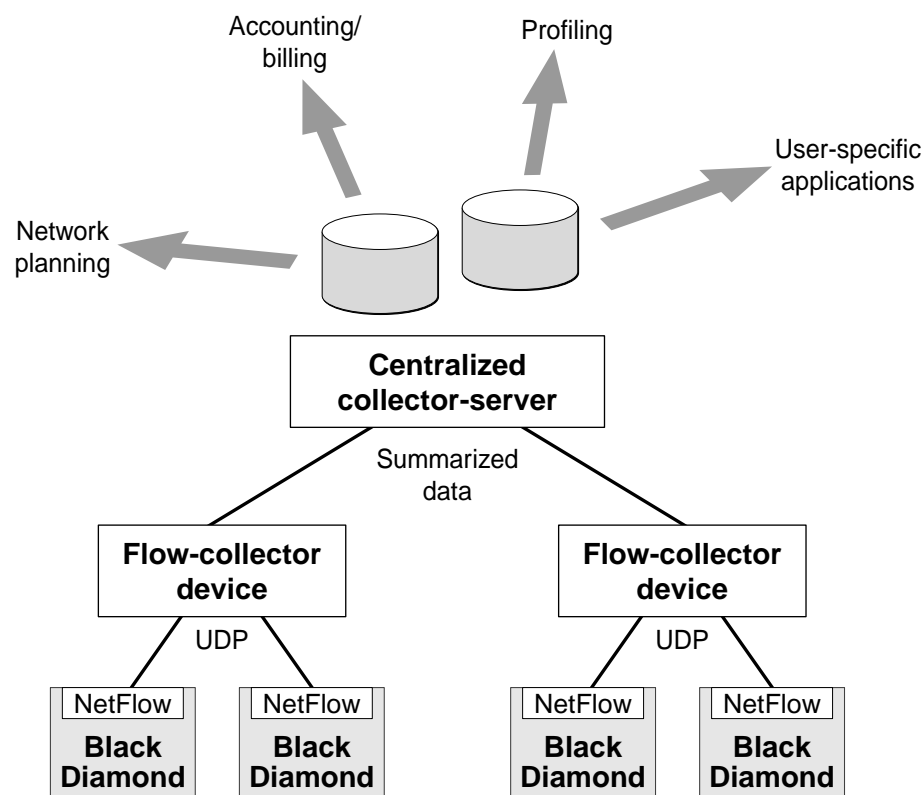 Accounting/
billing
Profiling
User-specific
applications
Network
planning
Centralized
collector-server
Summarized
data
Flow-collector
device
Flow-collector
device
UDP
UDP
NetFlow
NetFlow
NetFlow
NetFlow
Black
Diamond
Black
Diamond
Black
Diamond
Black
Diamond